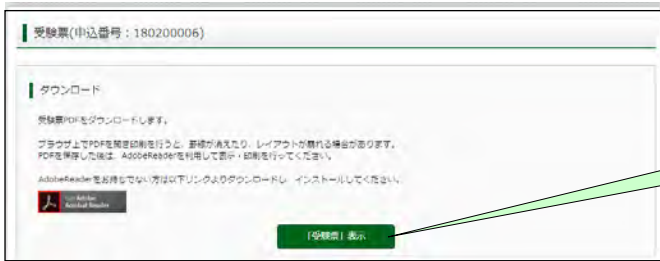 受験票(申込番号：180200006)
ダウンロード
受験票PDFをダウンロードします。
ブラウザ上でPDFを開き印刷を行うと、罫線が消えたり、レイアウトが崩れる場合があります。
PDFを保存した後は、AdobeReaderを利用して表示・印刷を行ってください。
AdobeReaderをお持ちでない方は以下リンクよりダウンロードし、インストールしてください。
Get Adobe
Acrobat Reader
「受験票」表示